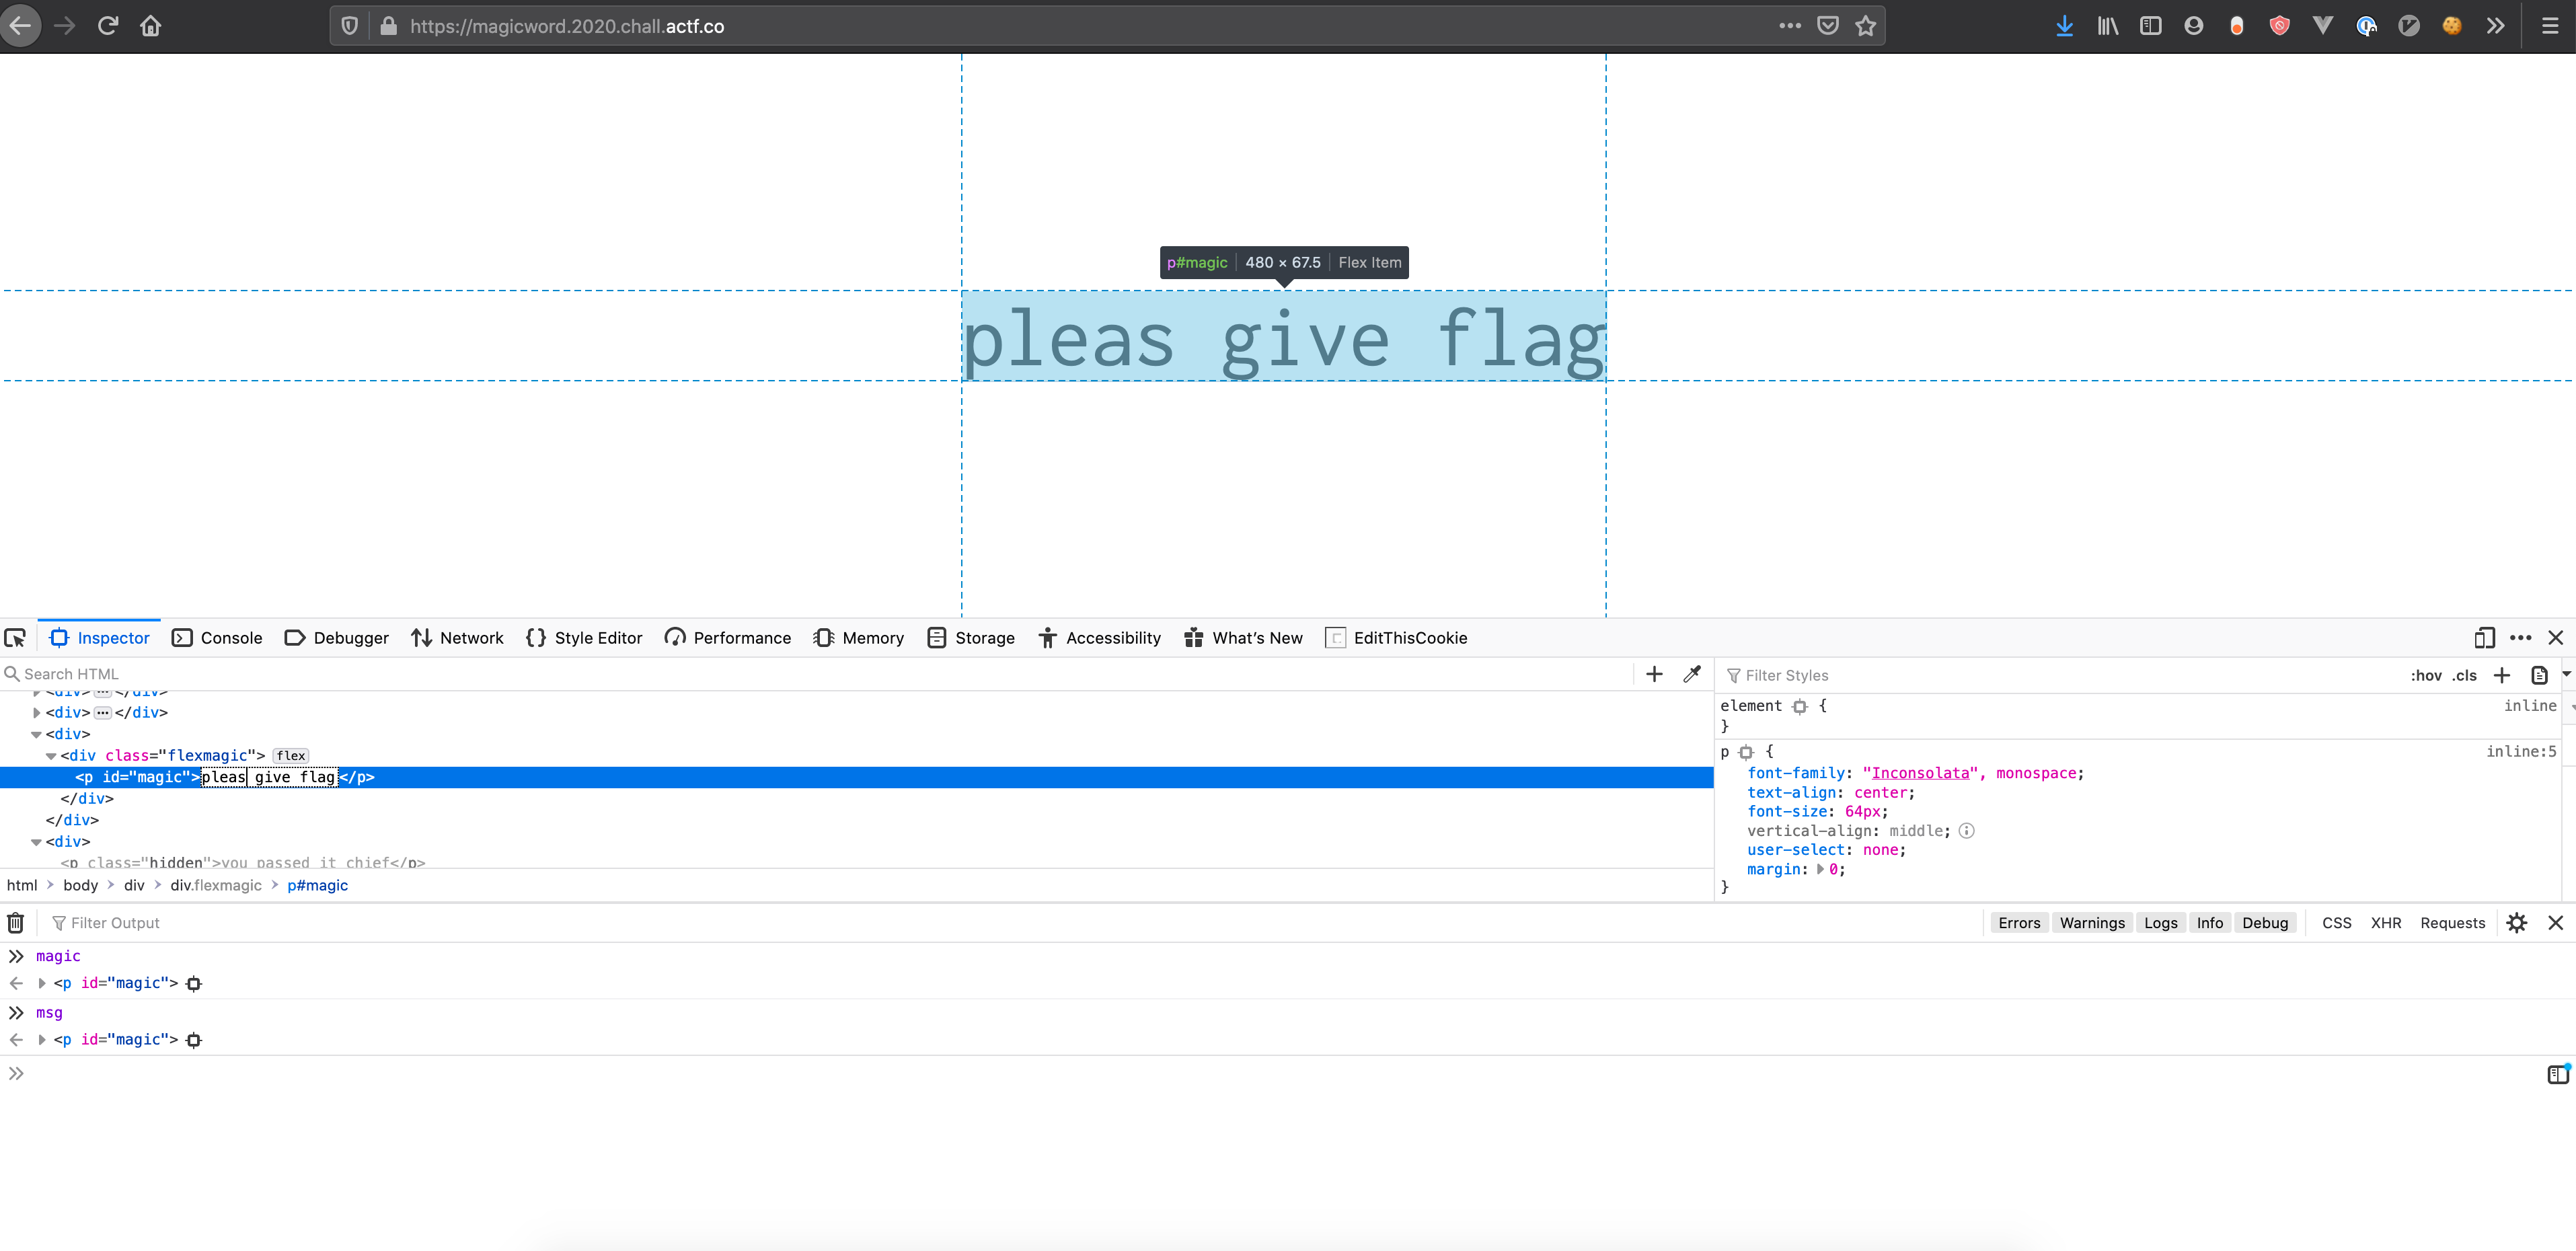 https://magicword.2020.chall.actf.co
p#magic 480 × 67.5 Flex Item
pleas give flag
Inspector Console Debugger Network Style Editor Performance Memory Storage Accessibility What's New EditThisCookie
Search HTML
Filter Styles :hov .cls
<div> ••• </div>
<div> ••• </div>
<div>
<div class="flexmagic"> flex
<p id="magic">pleas give flag</p>
</div>
</div>
<div>
<p class="hidden">you passed it chief</p>
element { inline
}
p { inline:5
font-family: "Inconsolata", monospace;
text-align: center;
font-size: 64px;
vertical-align: middle;
user-select: none;
margin: 0;
}
html > body > div > div.flexmagic > p#magic
Filter Output Errors Warnings Logs Info Debug CSS XHR Requests
magic
<p id="magic">
msg
<p id="magic">